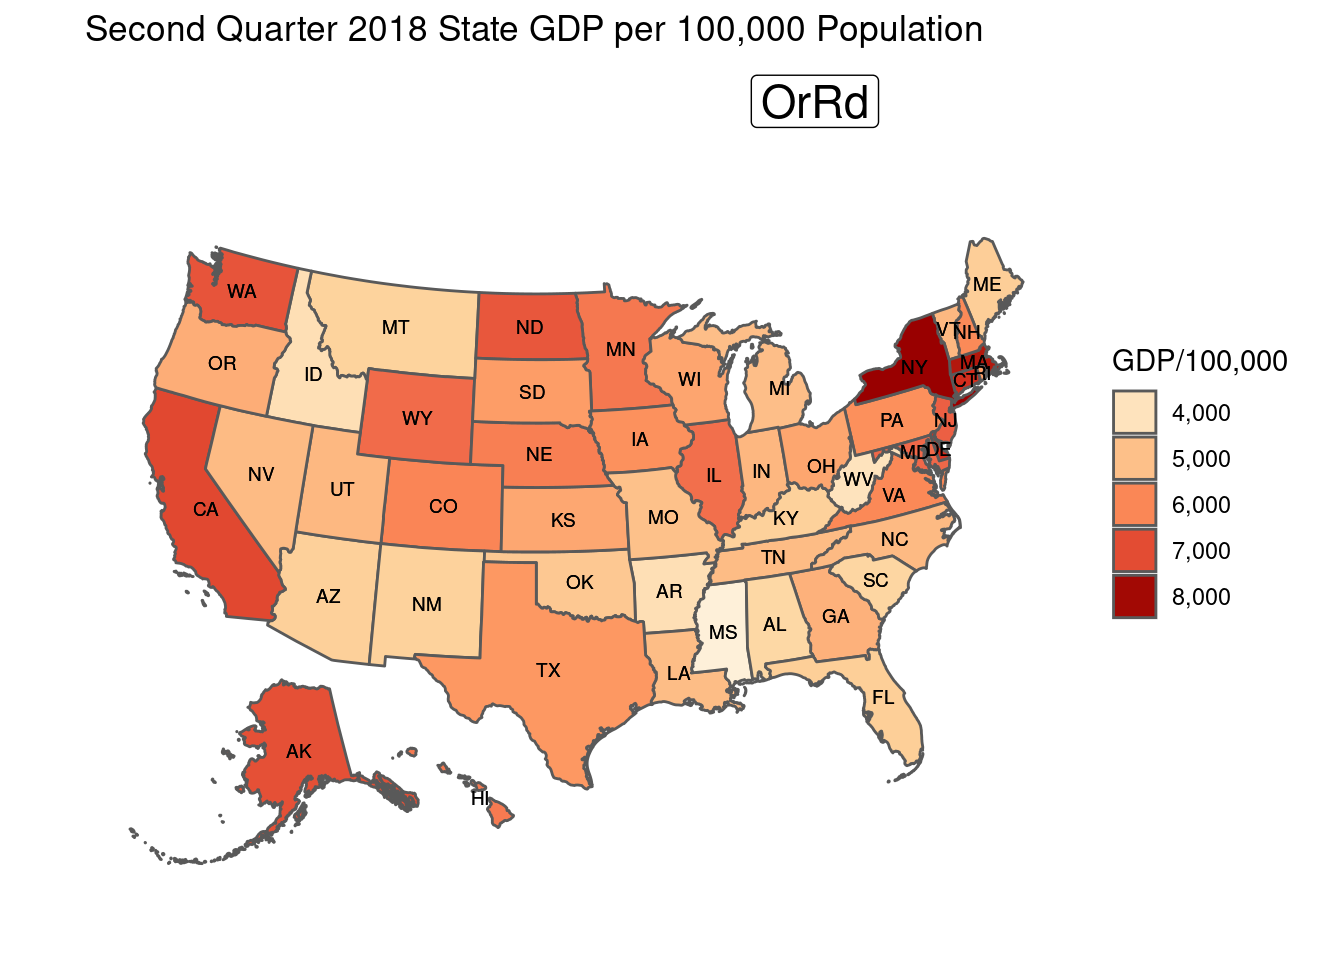 Second Quarter 2018 State GDP per 100,000 Population
OrRd
ME
WA
MT
ND
VT
NH
MN
OR
ID
SD
WI
MI
NY
MA
RI
CT
WY
IA
PA
NJ
NE
NV
UT
CO
IL
IN
OH
MD
DE
WV
VA
CA
KS
MO
KY
NC
TN
AZ
NM
OK
AR
SC
MS
AL
GA
TX
LA
FL
AK
HI
GDP/100,000
4,000
5,000
6,000
7,000
8,000